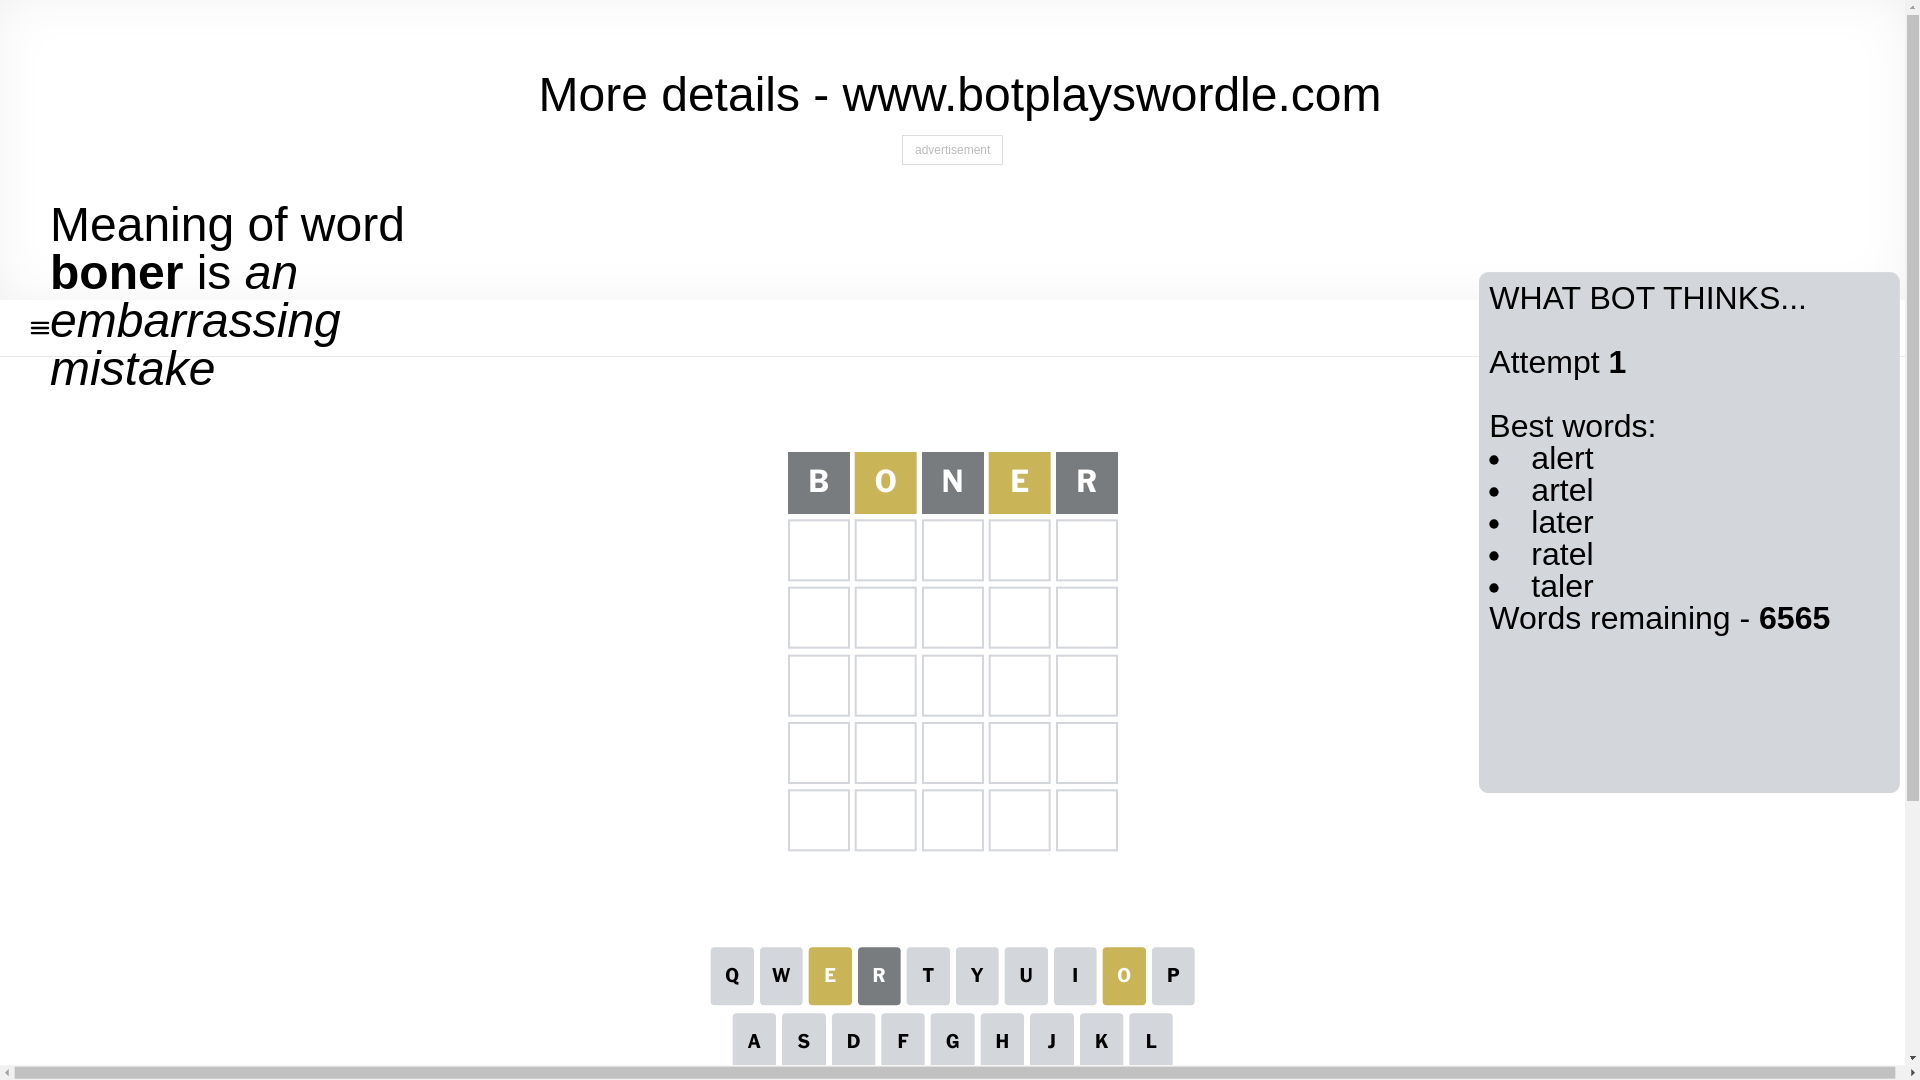 More details - www.botplayswordle.com
advertisement
Meaning of word
boner is an
embarrassing
mistake
WHAT BOT THINKS...
Attempt 1
Best words:
• alert
• artel
• later
• ratel
• taler
Words remaining - 6565
B O N E R
Q W E R T Y U I O P
A S D F G H J K L